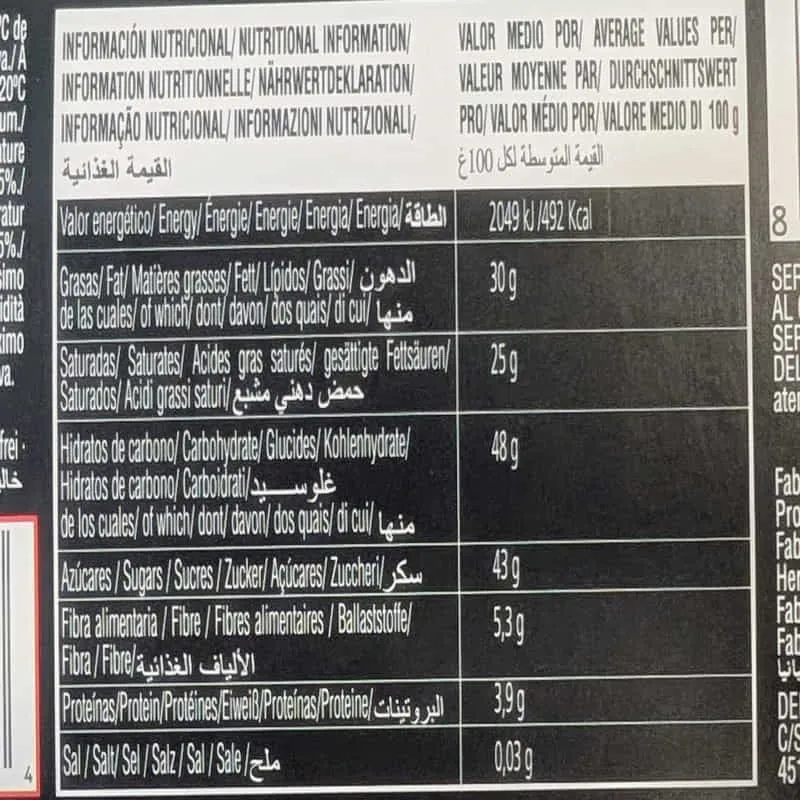 INFORMACIÓN NUTRICIONAL/ NUTRITIONAL INFORMATION/
INFORMATION NUTRITIONNELLE/ NÄHRWERTDEKLARATION/
INFORMAÇÃO NUTRICIONAL/ INFORMAZIONI NUTRIZIONALI/
القيمة الغذائية
VALOR MEDIO POR/ AVERAGE VALUES PER/
VALEUR MOYENNE PAR/ DURCHSCHNITTSWERT
PRO/ VALOR MÉDIO POR/ VALORE MEDIO DI 100 g
القيمة المتوسطة لكل 100غ
Valor energético/ Energy/ Énergie/ Energie/ Energia/ Energia/ الطاقة
2049 kJ /492 Kcal
Grasas/ Fat/ Matières grasses/ Fett/ Lípidos/ Grassi/ الدهون
de las cuales/ of which/ dont/ davon/ dos quais/ di cui/ منها
30 g
Saturadas/ Saturates/ Acides gras saturés/ gesättigte Fettsäuren/
Saturados/ Acidi grassi saturi/ حمض دهني مشبع
25 g
Hidratos de carbono/ Carbohydrate/ Glucides/ Kohlenhydrate/
Hidratos de carbono/ Carboidrati/ غلوسيد
de los cuales/ of which/ dont/ davon/ dos quais/ di cui/ منها
48 g
Azúcares / Sugars / Sucres / Zucker/ Açúcares/ Zuccheri/ سكر
43 g
Fibra alimentaria / Fibre / Fibres alimentaires / Ballaststoffe/
Fibra / Fibre/ الألياف الغذائية
5,3 g
Proteínas/Protein/Protéines/Eiweiß/Proteínas/Proteine/ البروتينات
3,9 g
Sal / Salt/ Sel / Salz / Sal / Sale / ملح
0,03 g
8
4